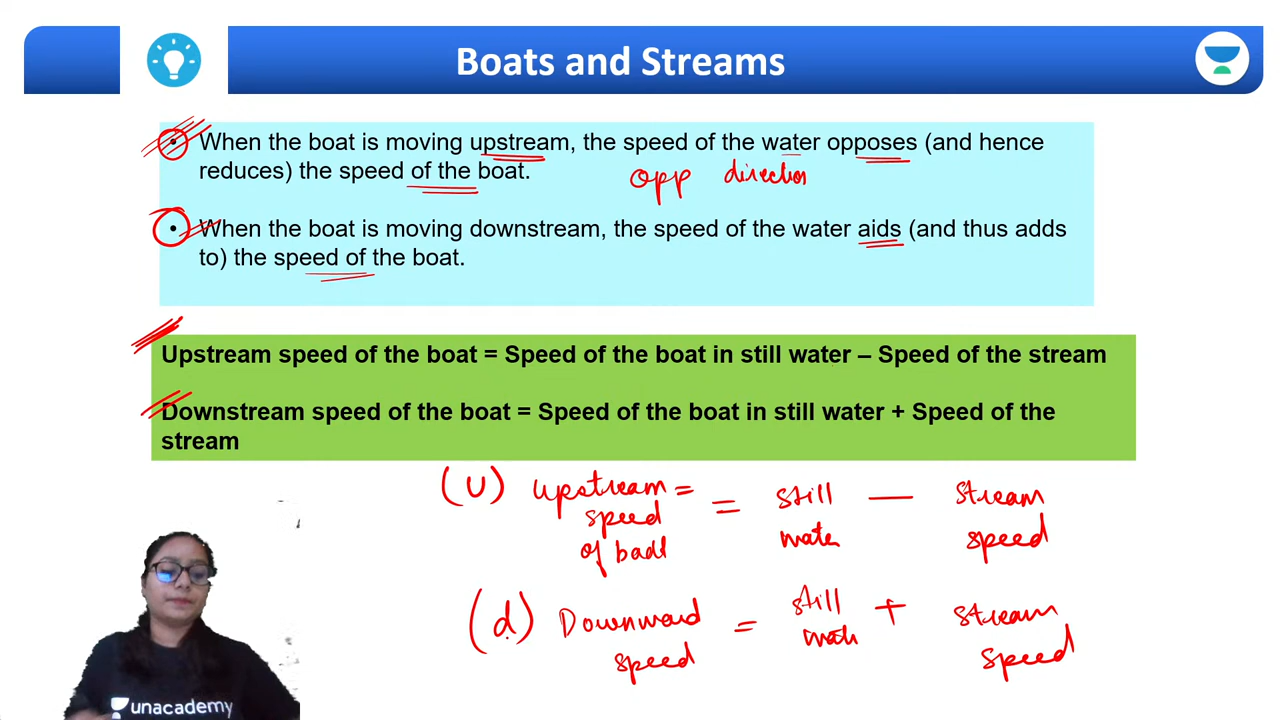 Boats and Streams
• When the boat is moving upstream, the speed of the water opposes (and hence
reduces) the speed of the boat.
opp direction
• When the boat is moving downstream, the speed of the water aids (and thus adds
to) the speed of the boat.
Upstream speed of the boat = Speed of the boat in still water – Speed of the stream
Downstream speed of the boat = Speed of the boat in still water + Speed of the
stream
(u) upstream = = still — stream
speed water speed
of
(d) Downward = still + stream
speed water speed
unacademy